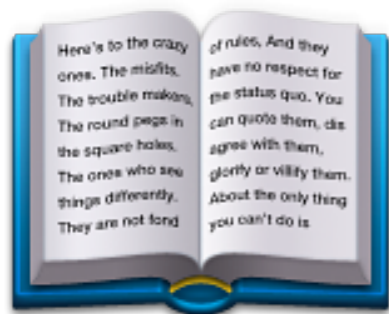 Here's to the crazy
ones. The misfits.
The trouble makers,
The round pegs in
the square holes.
The ones who see
things differently.
They are not fond
of rules, And they
have no respect for
the status quo. You
can quote them, dis
agree with them,
glorify or villify them.
About the only thing
you can't do is